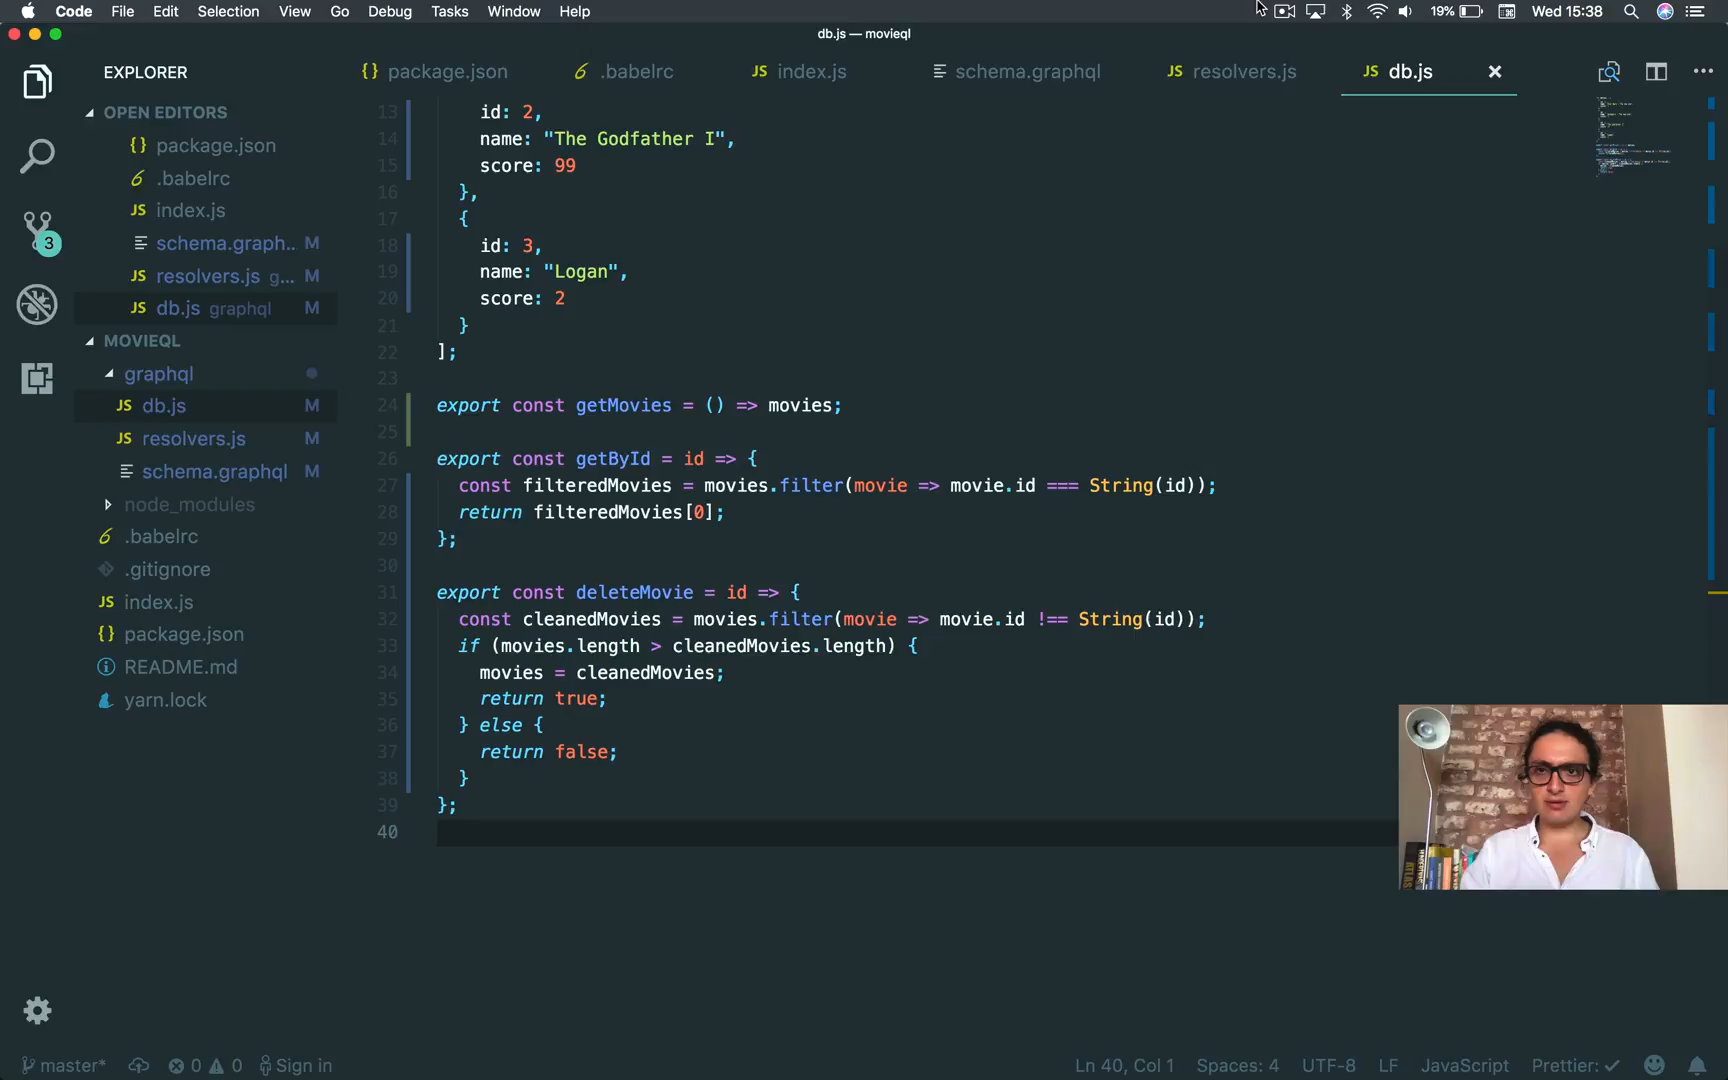 Code File Edit Selection View Go Debug Tasks Window Help 19% Wed 15:38
db.js — movieql
EXPLORER
OPEN EDITORS
{} package.json
6 .babelrc
JS index.js
schema.graph.. M
JS resolvers.js g... M
JS db.js graphql M
MOVIEQL
graphql
JS db.js M
JS resolvers.js M
schema.graphql M
node_modules
6 .babelrc
.gitignore
JS index.js
{} package.json
README.md
yarn.lock
3
{} package.json 6 .babelrc JS index.js schema.graphql JS resolvers.js JS db.js
13 id: 2,
14 name: "The Godfather I",
15 score: 99
16 },
17 {
18 id: 3,
19 name: "Logan",
20 score: 2
21 }
22 ];
23
24 export const getMovies = () => movies;
25
26 export const getById = id => {
27 const filteredMovies = movies.filter(movie => movie.id === String(id));
28 return filteredMovies[0];
29 };
30
31 export const deleteMovie = id => {
32 const cleanedMovies = movies.filter(movie => movie.id !== String(id));
33 if (movies.length > cleanedMovies.length) {
34 movies = cleanedMovies;
35 return true;
36 } else {
37 return false;
38 }
39 };
40
master* 0 0 Sign in Ln 40, Col 1 Spaces: 4 UTF-8 LF JavaScript Prettier: ✓